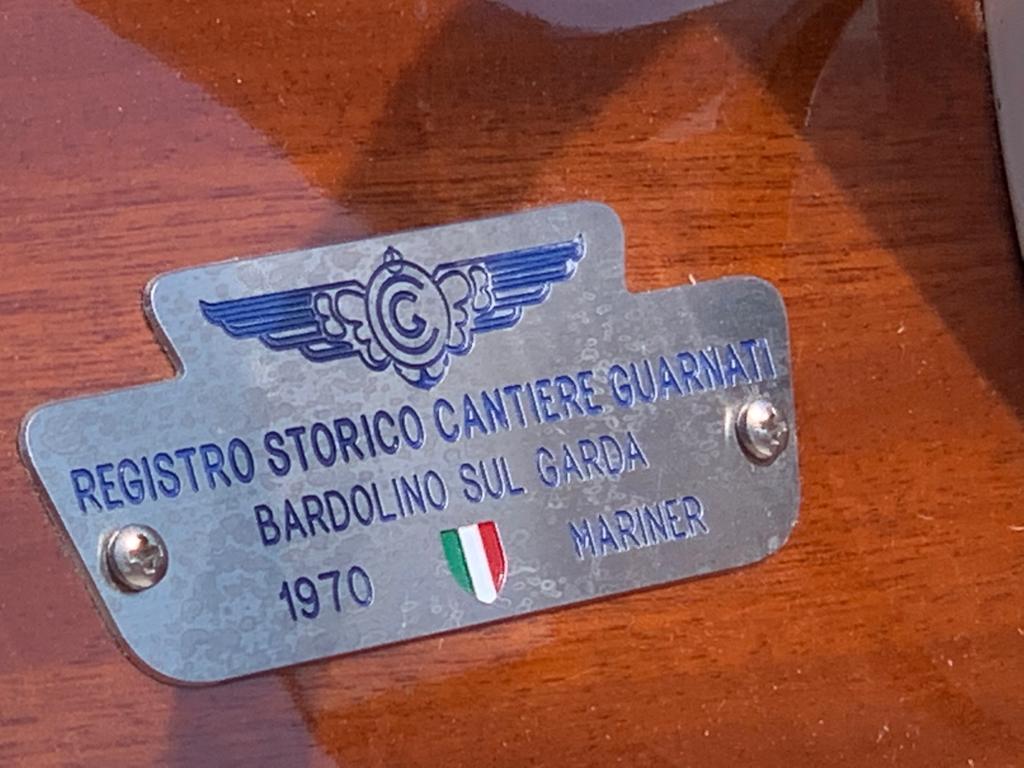 CG
REGISTRO STORICO CANTIERE GUARNATI
BARDOLINO SUL GARDA
1970 MARINER